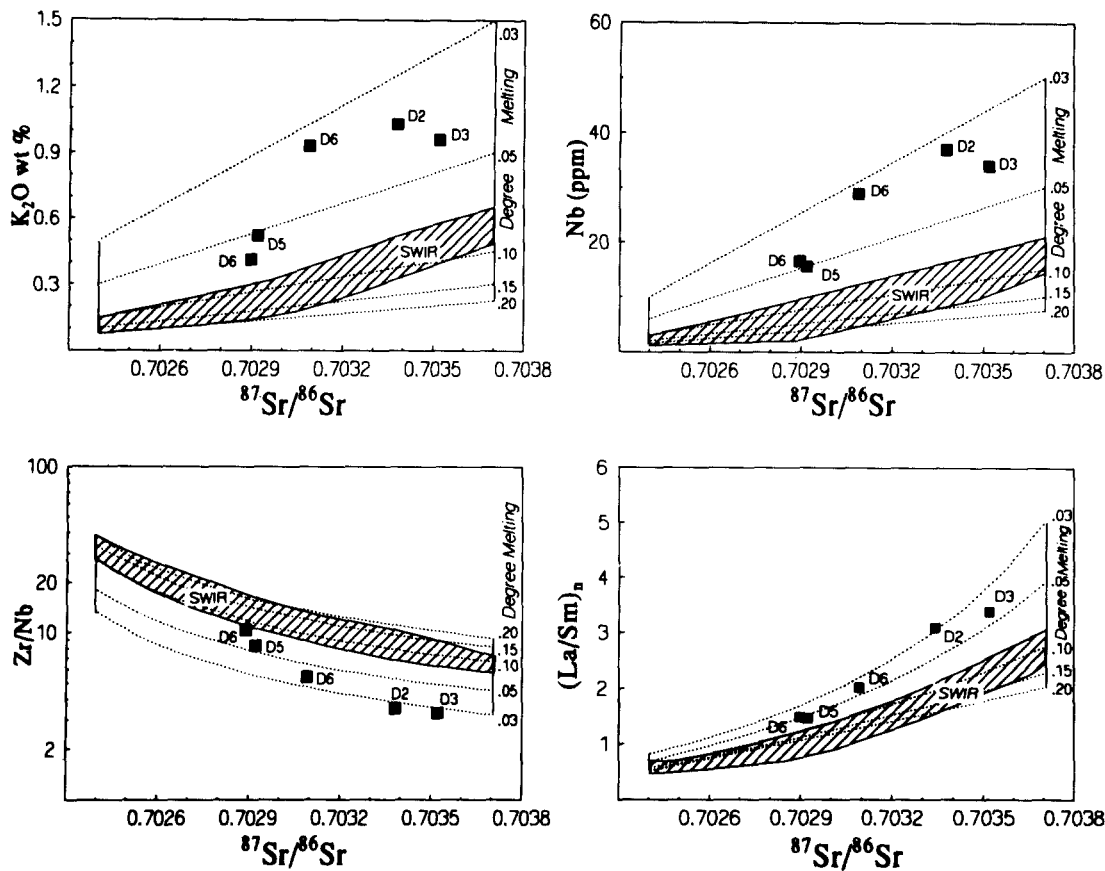 K₂O wt %
1.5
1.2
0.9
0.6
0.3
D6
D2
D3
D5
D6
SWIR
.03
.05
.10
.15
.20
Degree Melting
0.7026 0.7029 0.7032 0.7035 0.7038
⁸⁷Sr/⁸⁶Sr
Nb (ppm)
60
40
20
D2
D3
D6
D6
D5
SWIR
.03
.05
.10
.15
.20
Degree Melting
0.7026 0.7029 0.7032 0.7035 0.7038
⁸⁷Sr/⁸⁶Sr
Zr/Nb
100
20
10
2
SWIR
D6
D5
D6
D2
D3
.20
.15
.10
.05
.03
Degree Melting
0.7026 0.7029 0.7032 0.7035 0.7038
⁸⁷Sr/⁸⁶Sr
(La/Sm)ₙ
6
5
4
3
2
1
D3
D2
D6
D6
D5
SWIR
.03
.10
.15
.20
Degree Melting
0.7026 0.7029 0.7032 0.7035 0.7038
⁸⁷Sr/⁸⁶Sr